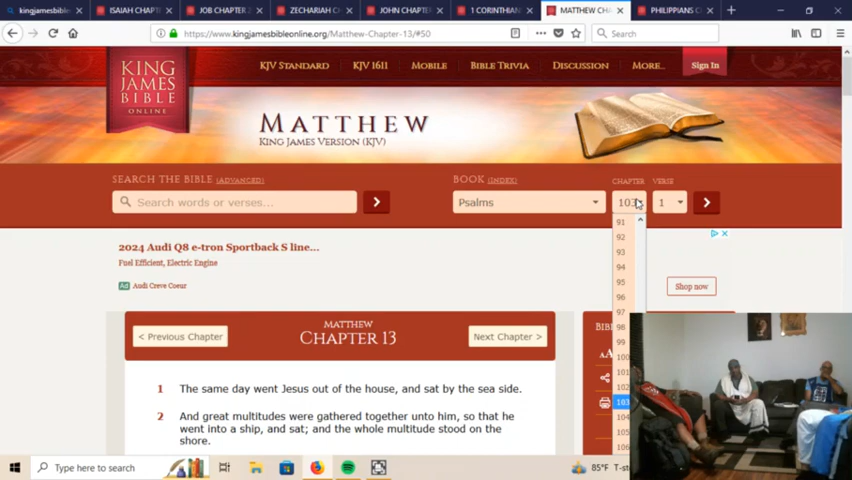 kingjamesbible
ISAIAH CHAPT
JOB CHAPTER
ZECHARIAH C
JOHN CHAPTE
1 CORINTHIAN
MATTHEW CHA
PHILIPPIANS C
https://www.kingjamesbibleonline.org/Matthew-Chapter-13/#50
Search
KING
JAMES
BIBLE
ONLINE
KJV STANDARD
KJV 1611
MOBILE
BIBLE TRIVIA
DISCUSSION
MORE...
Sign In
MATTHEW
KING JAMES VERSION (KJV)
SEARCH THE BIBLE (ADVANCED)
BOOK (INDEX)
CHAPTER
VERSE
Search words or verses...
Psalms
103
1
91
92
93
94
95
96
97
98
99
100
101
102
103
104
105
106
2024 Audi Q8 e-tron Sportback S line...
Fuel Efficient, Electric Engine
Ad Audi Creve Coeur
Shop now
< Previous Chapter
MATTHEW
CHAPTER 13
Next Chapter >
1 The same day went Jesus out of the house, and sat by the sea side.
2 And great multitudes were gathered together unto him, so that he
went into a ship, and sat; and the whole multitude stood on the
shore.
Type here to search
85°F